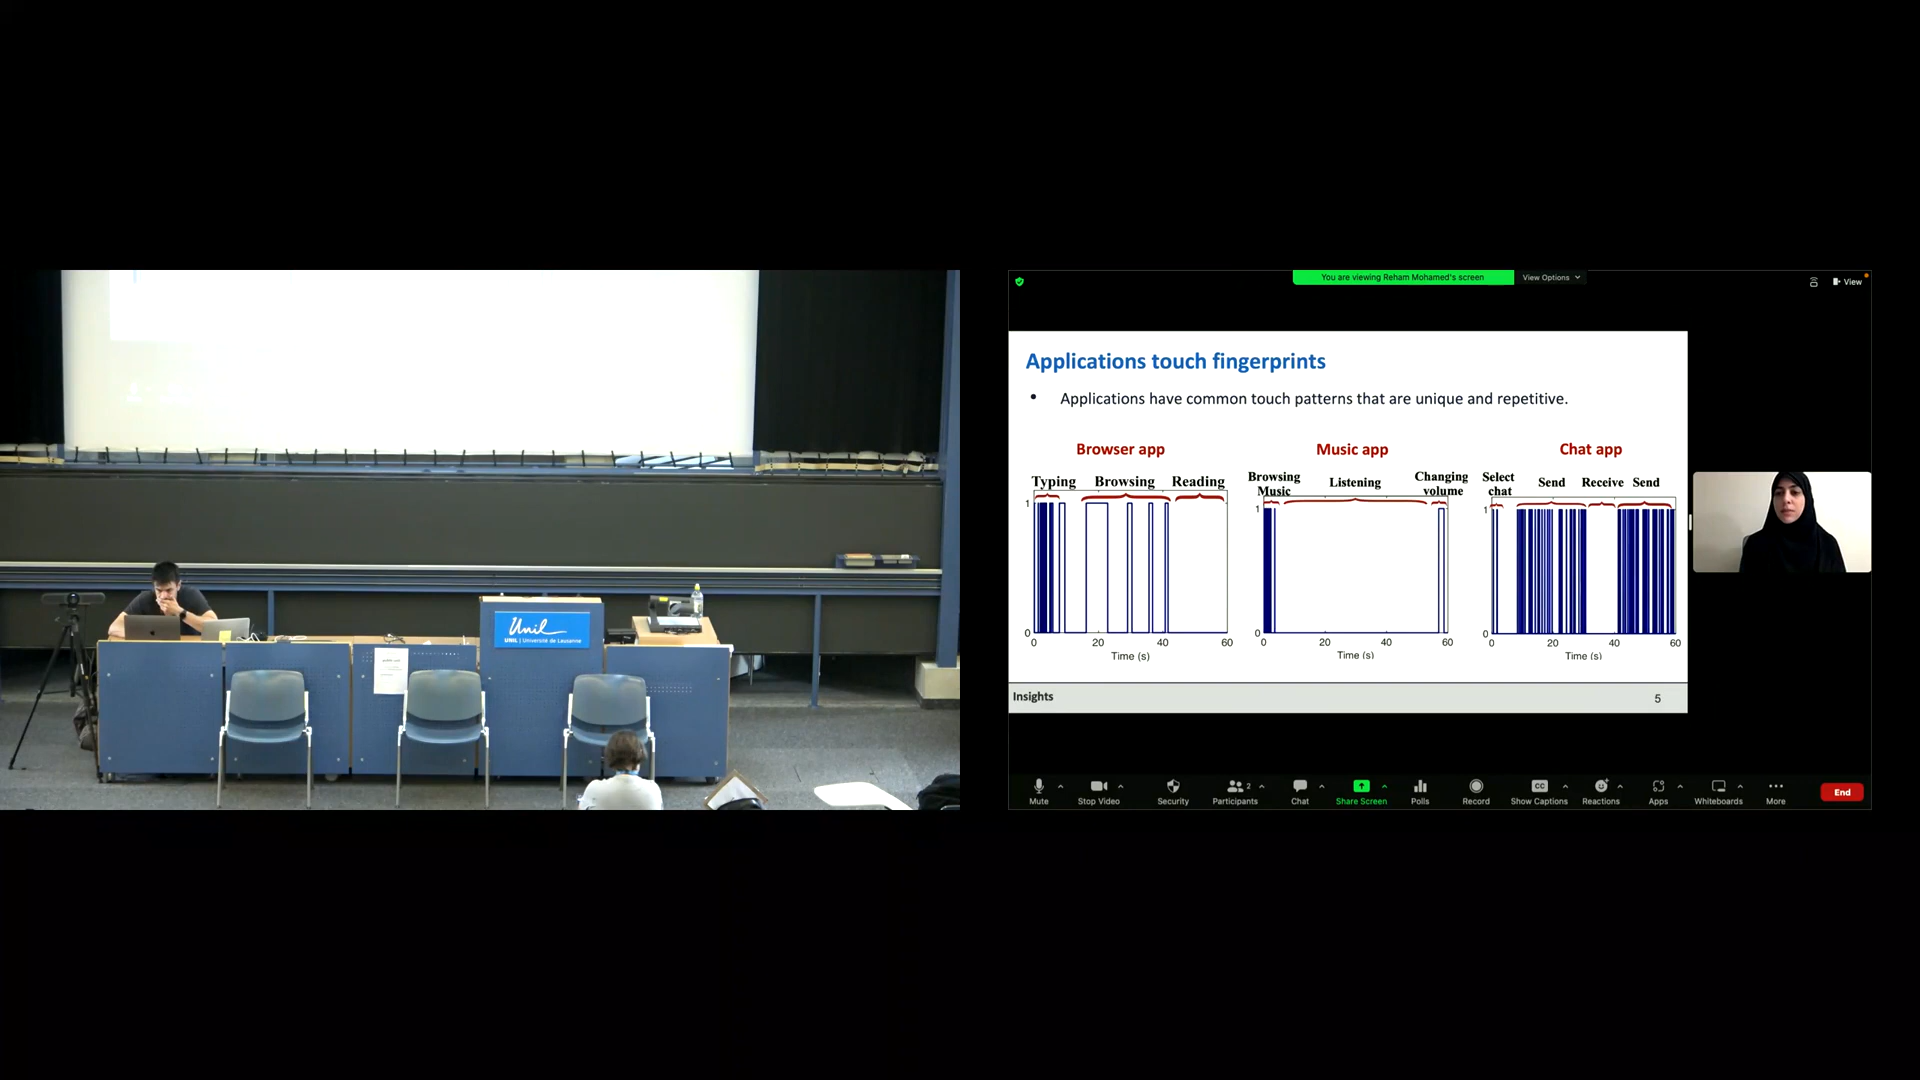 Unil
UNIL | Université de Lausanne
You are viewing Reham Mohamed's screen
View Options
View
Applications touch fingerprints
• Applications have common touch patterns that are unique and repetitive.
Browser app
Typing Browsing Reading
1
0
0 20 40 60
Time (s)
Music app
Browsing Music
Listening
Changing volume
1
0
0 20 40 60
Time (s)
Chat app
Select chat
Send Receive Send
1
0
0 20 40 60
Time (s)
Insights
5
Mute
Stop Video
Security
2
Participants
Chat
Share Screen
Polls
Record
CC
Show Captions
Reactions
Apps
Whiteboards
More
End